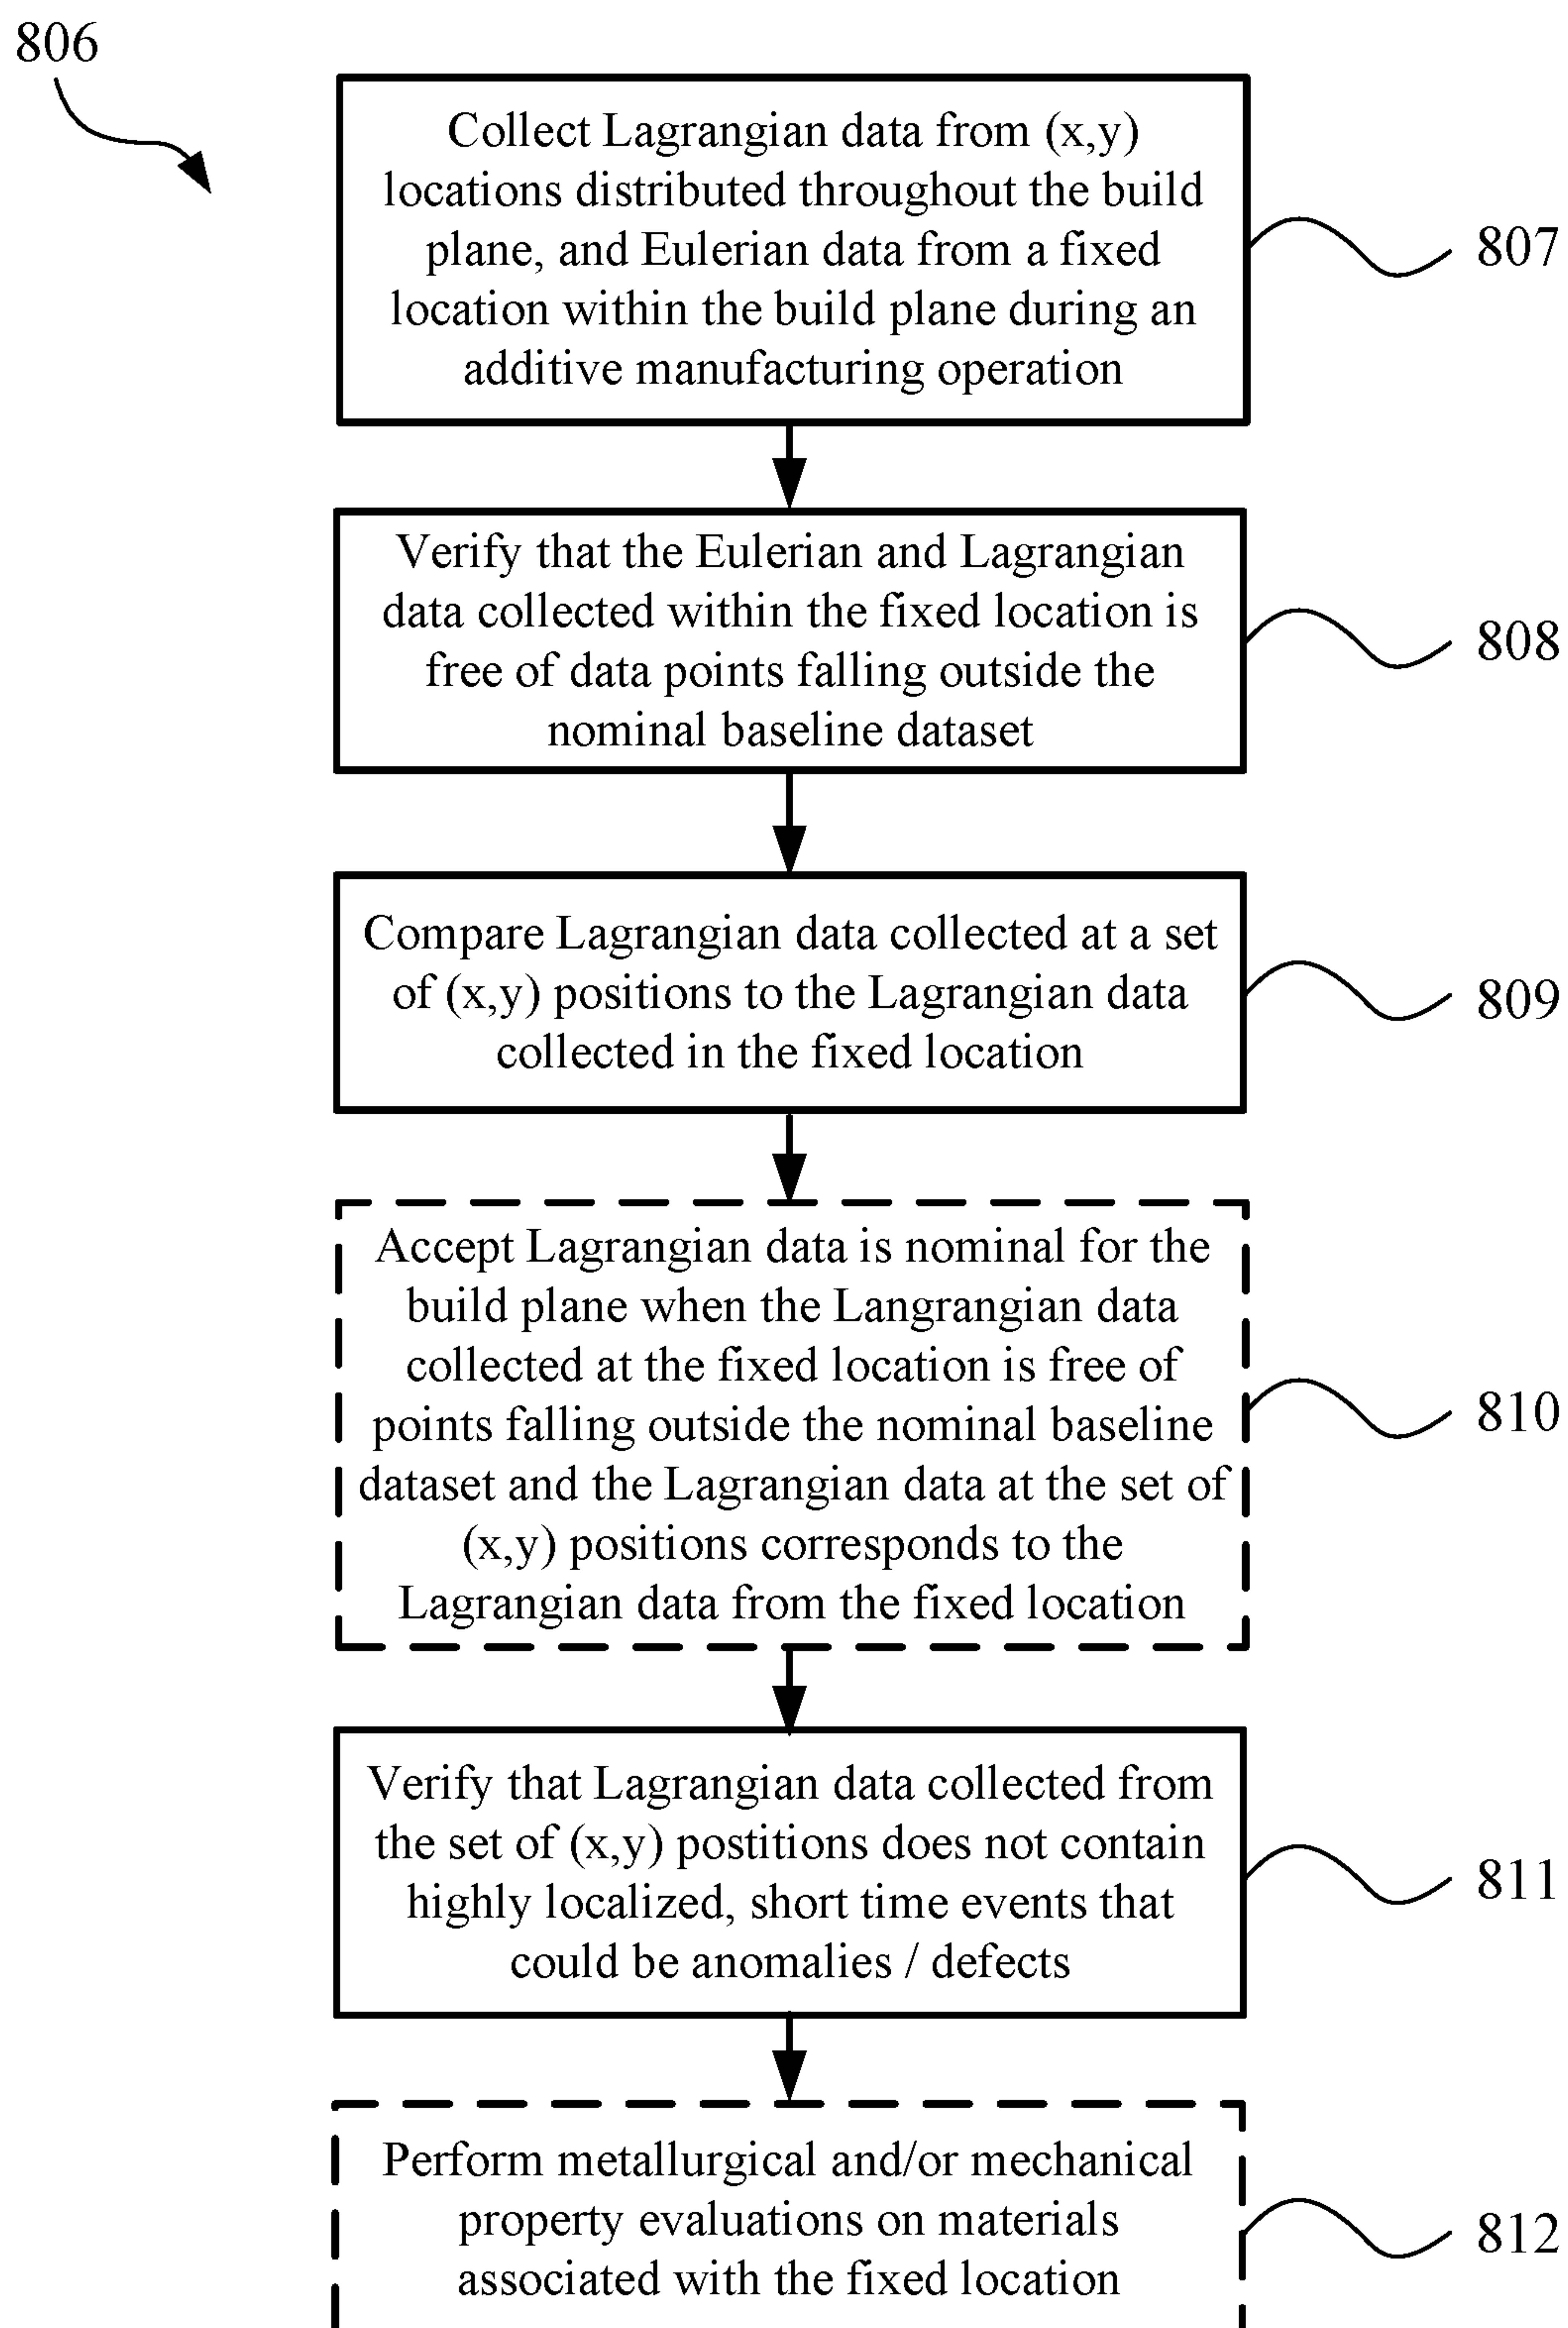 806
Collect Lagrangian data from (x,y)
locations distributed throughout the build
plane, and Eulerian data from a fixed
location within the build plane during an
additive manufacturing operation
807
Verify that the Eulerian and Lagrangian
data collected within the fixed location is
free of data points falling outside the
nominal baseline dataset
808
Compare Lagrangian data collected at a set
of (x,y) positions to the Lagrangian data
collected in the fixed location
809
Accept Lagrangian data is nominal for the
build plane when the Langrangian data
collected at the fixed location is free of
points falling outside the nominal baseline
dataset and the Lagrangian data at the set of
(x,y) positions corresponds to the
Lagrangian data from the fixed location
810
Verify that Lagrangian data collected from
the set of (x,y) postitions does not contain
highly localized, short time events that
could be anomalies / defects
811
Perform metallurgical and/or mechanical
property evaluations on materials
associated with the fixed location
812